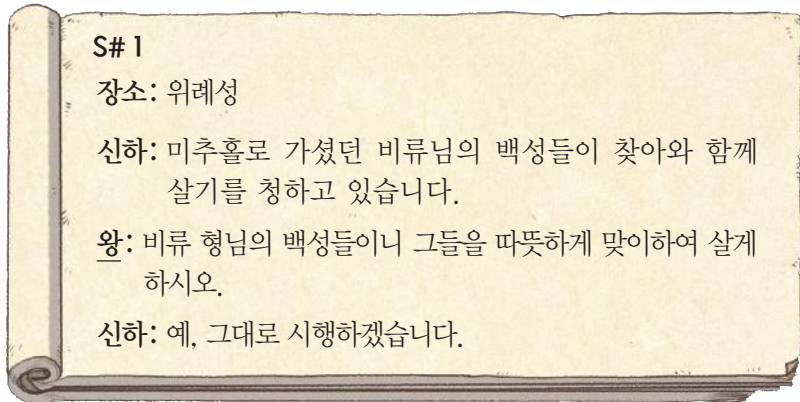 S# 1
장소: 위례성
신하: 미추홀로 가셨던 비류님의 백성들이 찾아와 함께
살기를 청하고 있습니다.
왕: 비류 형님의 백성들이니 그들을 따뜻하게 맞이하여 살게
하시오.
신하: 예, 그대로 시행하겠습니다.